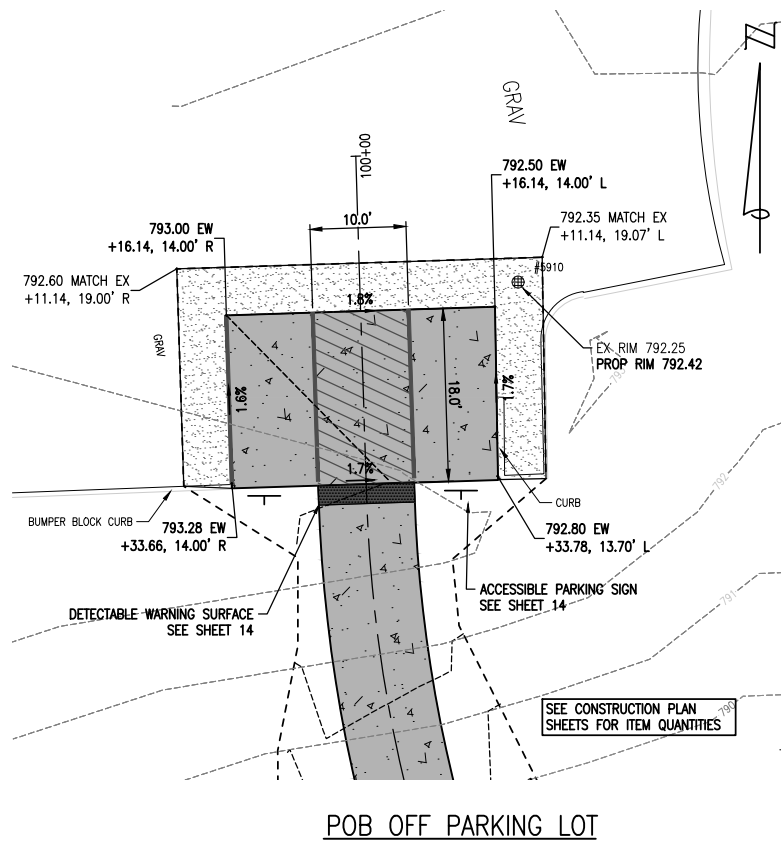 N
GRAV
100+00
792.50 EW
+16.14, 14.00' L
10.0'
793.00 EW
+16.14, 14.00' R
792.35 MATCH EX
+11.14, 19.07' L
792.60 MATCH EX
+11.14, 19.00' R
#5910
1.8%
GRAV
EX RIM 792.25
PROP RIM 792.42
1.6%
18.0'
1.7%
1.7%
792
BUMPER BLOCK CURB
CURB
793.28 EW
+33.66, 14.00' R
792.80 EW
+33.78, 13.70' L
ACCESSIBLE PARKING SIGN
SEE SHEET 14
791
DETECTABLE WARNING SURFACE
SEE SHEET 14
SEE CONSTRUCTION PLAN
SHEETS FOR ITEM QUANTITIES
790
POB OFF PARKING LOT